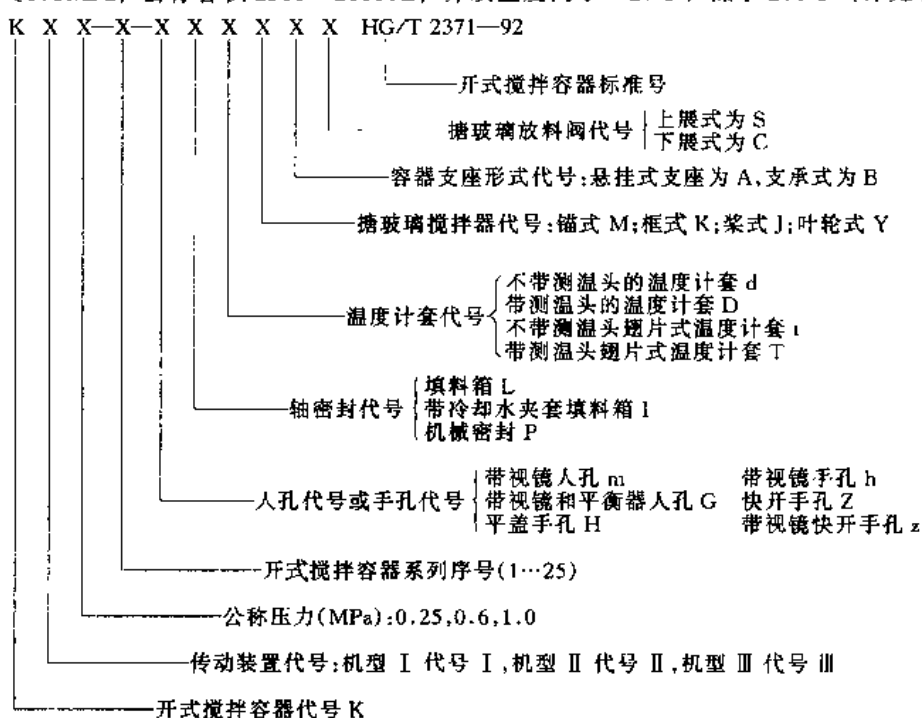 K X X—X—X X X X X X HG/T 2371—92
开式搅拌容器标准号
搪玻璃放料阀代号 上展式为 S
下展式为 C
容器支座形式代号:悬挂式支座为 A,支承式为 B
搪玻璃搅拌器代号:锚式 M;框式 K;桨式 J;叶轮式 Y
不带测温头的温度计套 d
带测温头的温度计套 D
温度计套代号
不带测温头翅片式温度计套 t
带测温头翅片式温度计套 T
填料箱 L
轴密封代号 带冷却水夹套填料箱 l
机械密封 P
带视镜人孔 m 带视镜手孔 h
人孔代号或手孔代号 带视镜和平衡器人孔 G 快开手孔 Z
平盖手孔 H 带视镜快开手孔 z
开式搅拌容器系列序号(1…25)
公称压力(MPa):0.25,0.6,1.0
传动装置代号:机型 Ⅰ 代号 Ⅰ,机型 Ⅱ 代号 Ⅱ,机型 Ⅲ 代号 Ⅲ
开式搅拌容器代号 K